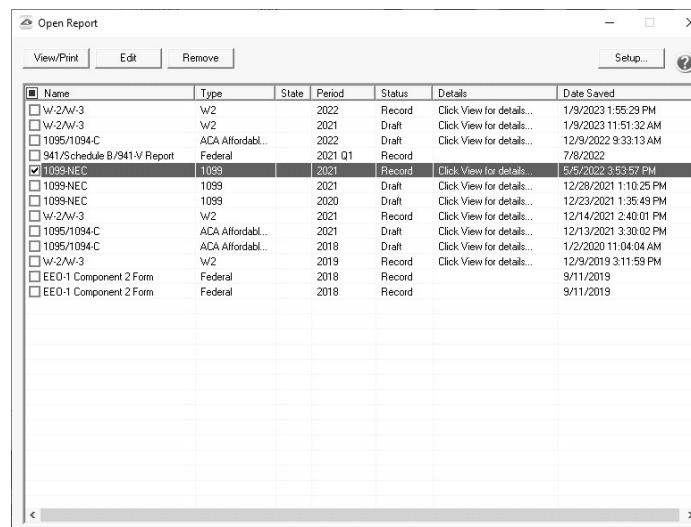 Open Report
View/Print Edit Remove Setup...
Name Type State Period Status Details Date Saved
W-2/W-3 W2 2022 Record Click View for details... 1/9/2023 1:55:29 PM
W-2/W-3 W2 2021 Draft Click View for details... 1/9/2023 11:51:32 AM
1095/1094-C ACA Affordabl... 2022 Draft Click View for details... 12/9/2022 9:33:13 AM
941/Schedule B/941-V Report Federal 2021 Q1 Record 7/8/2022
1099-NEC 1099 2021 Record Click View for details... 5/5/2022 3:53:57 PM
1099-NEC 1099 2021 Draft Click View for details... 12/28/2021 1:10:25 PM
1099-NEC 1099 2020 Draft Click View for details... 12/23/2021 1:35:49 PM
W-2/W-3 W2 2021 Record Click View for details... 12/14/2021 2:40:01 PM
1095/1094-C ACA Affordabl... 2021 Draft Click View for details... 12/13/2021 3:30:02 PM
1095/1094-C ACA Affordabl... 2018 Draft Click View for details... 1/2/2020 11:04:04 AM
W-2/W-3 W2 2019 Record Click View for details... 12/9/2019 3:11:59 PM
EEO-1 Component 2 Form Federal 2018 Record 9/11/2019
EEO-1 Component 2 Form Federal 2018 Record 9/11/2019